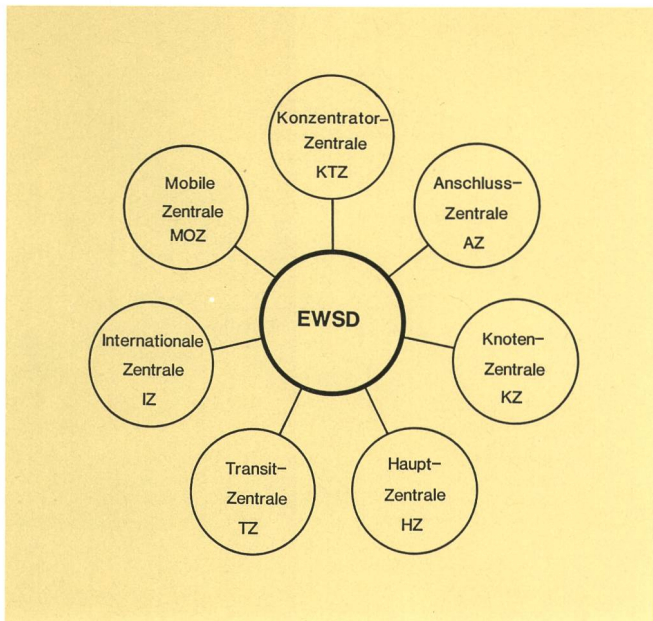 Konzentrator-
Zentrale
KTZ
Anschluss-
Zentrale
AZ
Knoten-
Zentrale
KZ
Haupt-
Zentrale
HZ
Transit-
Zentrale
TZ
Internationale
Zentrale
IZ
Mobile
Zentrale
MOZ
EWSD